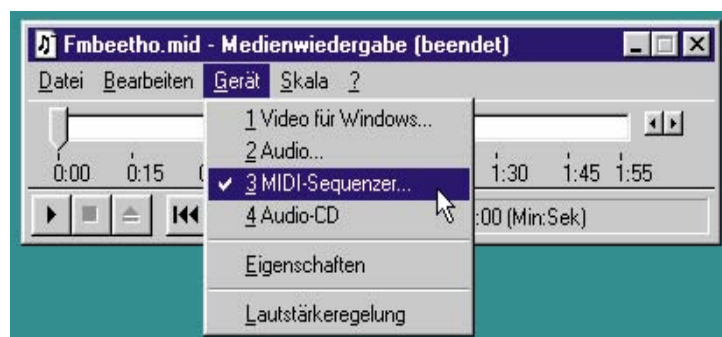 Fmbeetho.mid - Medienwiedergabe (beendet)
Datei Bearbeiten Gerät Skala ?
1 Video für Windows...
2 Audio...
3 MIDI-Sequenzer...
4 Audio-CD
Eigenschaften
Lautstärkeregelung
0:00 0:15 1:30 1:45 1:55
:00 (Min:Sek)